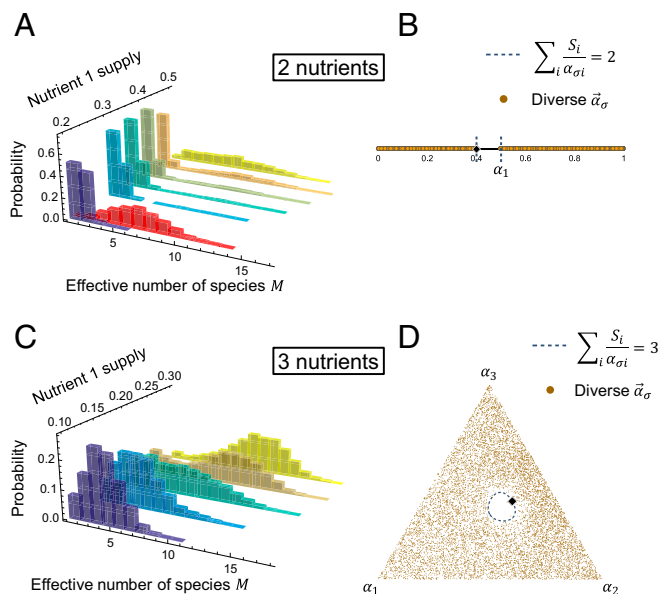 A
Nutrient 1 supply
0.2
0.3
0.4
0.5
2 nutrients
Probability
0.6
0.4
0.2
0.0
5
10
15
Effective number of species M
B
∑i Si/ασi = 2
Diverse α⃗σ
0
0.2
0.4
0.6
0.8
1
α1
C
Nutrient 1 supply
0.10
0.15
0.20
0.25
0.30
3 nutrients
Probability
0.2
0.1
0.0
5
10
15
Effective number of species M
D
∑i Si/ασi = 3
Diverse α⃗σ
α3
α1
α2